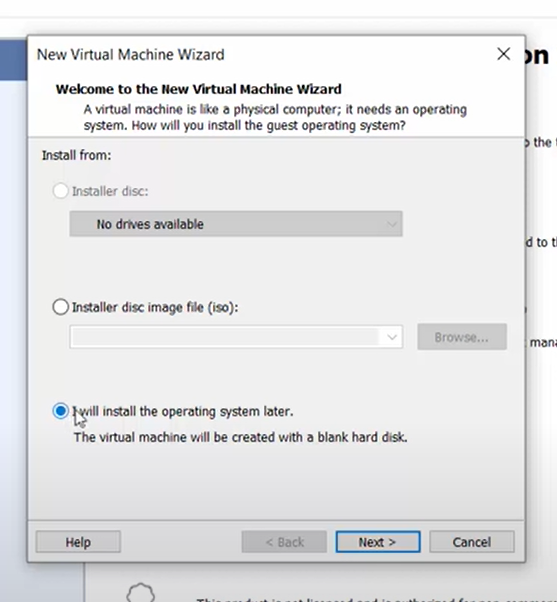 New Virtual Machine Wizard
on
Welcome to the New Virtual Machine Wizard
A virtual machine is like a physical computer; it needs an operating
system. How will you install the guest operating system?
Install from:
the
Installer disc:
No drives available
d to
Installer disc image file (iso):
Browse...
mana
I will install the operating system later.
The virtual machine will be created with a blank hard disk.
Help
< Back
Next >
Cancel